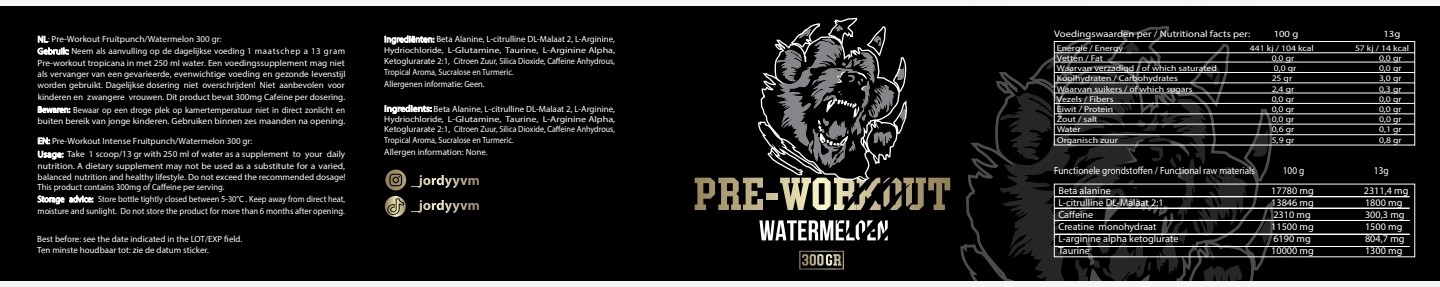 NL: Pre-Workout Fruitpunch/Watermelon 300 gr:
Gebruik: Neem als aanvulling op de dagelijkse voeding 1 maatschep a 13 gram
Pre-workout tropicana in met 250 ml water. Een voedingssupplement mag niet
als vervanger van een gevarieerde, evenwichtige voeding en gezonde levenstijl
worden gebruikt. Dagelijkse dosering niet overschrijden! Niet aanbevolen voor
kinderen en zwangere vrouwen. Dit product bevat 300mg Cafeïne per dosering.
Bewaren: Bewaar op een droge plek op kamertemperatuur niet in direct zonlicht en
buiten bereik van jonge kinderen. Gebruiken binnen zes maanden na opening.
EN: Pre-Workout Intense Fruitpunch/Watermelon 300 gr:
Usage: Take 1 scoop/13 gr with 250 ml of water as a supplement to your daily
nutrition. A dietary supplement may not be used as a substitute for a varied,
balanced nutrition and healthy lifestyle. Do not exceed the recommended dosage!
This product contains 300mg of Caffeine per serving.
Storage advice: Store bottle tightly closed between 5-30°C . Keep away from direct heat,
moisture and sunlight. Do not store the product for more than 6 months after opening.
Best before: see the date indicated in the LOT/EXP field.
Ten minste houdbaar tot: zie de datum sticker.
Ingrediënten: Beta Alanine, L-citrulline DL-Malaat 2, L-Arginine,
Hydriochloride, L-Glutamine, Taurine, L-Arginine Alpha,
Ketoglurarate 2:1, Citroen Zuur, Silica Dioxide, Caffeine Anhydrous,
Tropical Aroma, Sucralose en Turmeric.
Allergenen informatie: Geen.
Ingredients: Beta Alanine, L-citrulline DL-Malaat 2, L-Arginine,
Hydriochloride, L-Glutamine, Taurine, L-Arginine Alpha,
Ketoglurarate 2:1, Citroen Zuur, Silica Dioxide, Caffeine Anhydrous,
Tropical Aroma, Sucralose en Turmeric.
Allergen information: None.
_jordyyvm
_jordyyvm
PRE-WORKOUT
WATERMELOEN
300GR
Voedingswaarden per / Nutritional facts per: 100 g 13g
Energie / Energy 441 kj / 104 kcal 57 kj / 14 kcal
Vetten / Fat 0,0 gr 0,0 gr
Waarvan verzadigd / of which saturated 0,0 gr 0,0 gr
Koolhydraten / Carbohydrates 25 gr 3,0 gr
Waarvan suikers / of which sugars 2,4 gr 0,3 gr
Vezels / Fibers 0,0 gr 0,0 gr
Eiwit / Protein 0,0 gr 0,0 gr
Zout / salt 0,0 gr 0,0 gr
Water 0,6 gr 0,1 gr
Organisch zuur 5,9 gr 0,8 gr
Functionele grondstoffen / Functional raw materials 100 g 13g
Beta alanine 17780 mg 2311,4 mg
L-citrulline DL-Malaat 2;1 13846 mg 1800 mg
Caffeine 2310 mg 300,3 mg
Creatine monohydraat 11500 mg 1500 mg
L-arginine alpha ketoglurate 6190 mg 804,7 mg
Taurine 10000 mg 1300 mg